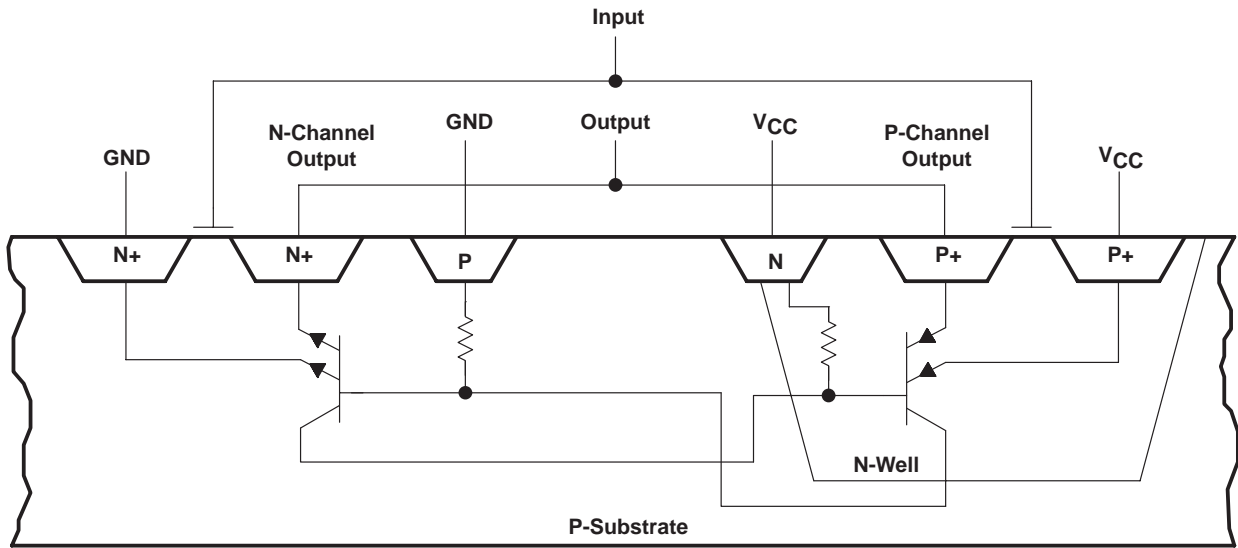 Input
N-Channel
Output
GND
Output
VCC
P-Channel
Output
GND
VCC
N+
N+
P
N
P+
P+
N-Well
P-Substrate